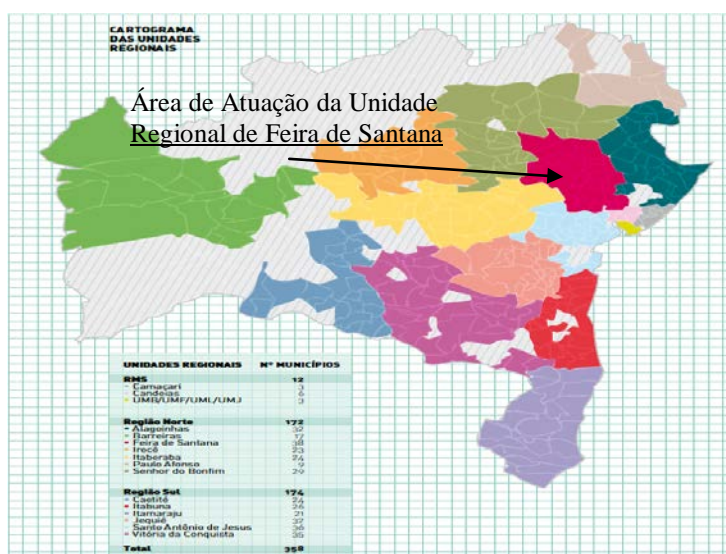 CARTOGRAMA
DAS UNIDADES
REGIONAIS
Área de Atuação da Unidade
Regional de Feira de Santana
UNIDADES REGIONAIS Nº MUNICÍPIOS
RMS 12
Camaçari 3
Candeias 6
UMB/UMF/UML/UMJ 3
Região Norte 172
Alagoinhas 32
Barreiras 17
Feira de Santana 38
Irecê 23
Itaberaba 24
Paulo Afonso 9
Senhor do Bonfim 29
Região Sul 174
Caetité 24
Itabuna 26
Itamaraju 21
Jequié 32
Santo Antônio de Jesus 36
Vitória da Conquista 35
Total 358